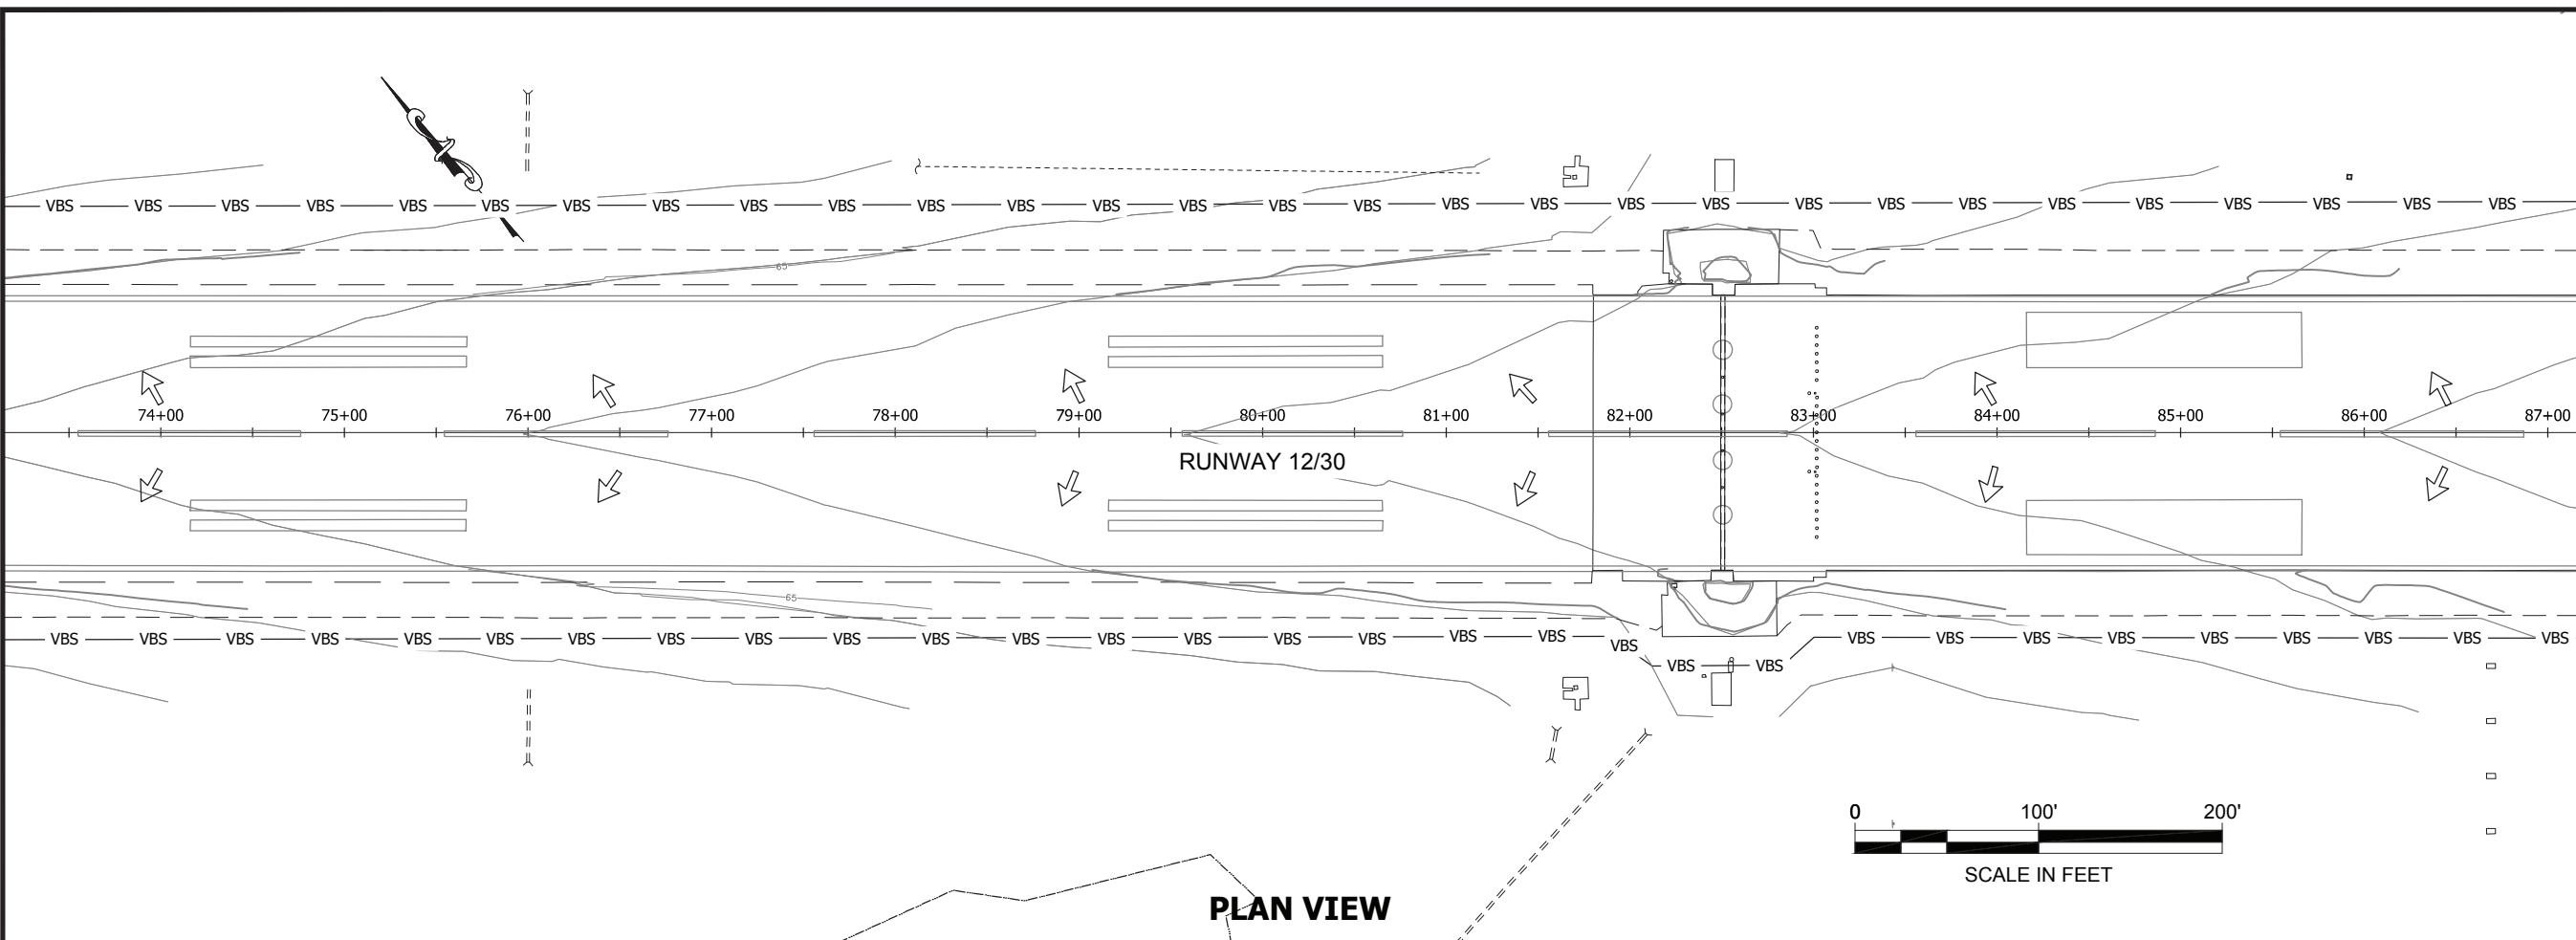 VBS VBS VBS VBS VBS VBS VBS VBS VBS VBS VBS VBS VBS VBS VBS VBS VBS VBS VBS VBS VBS VBS VBS VBS VBS VBS VBS VBS VBS
65
74+00 75+00 76+00 77+00 78+00 79+00 80+00 81+00 82+00 83+00 84+00 85+00 86+00 87+00
RUNWAY 12/30
65
VBS VBS VBS VBS VBS VBS VBS VBS VBS VBS VBS VBS VBS VBS VBS VBS VBS VBS VBS VBS VBS VBS VBS VBS VBS VBS VBS VBS VBS VBS
0 100' 200'
SCALE IN FEET
PLAN VIEW